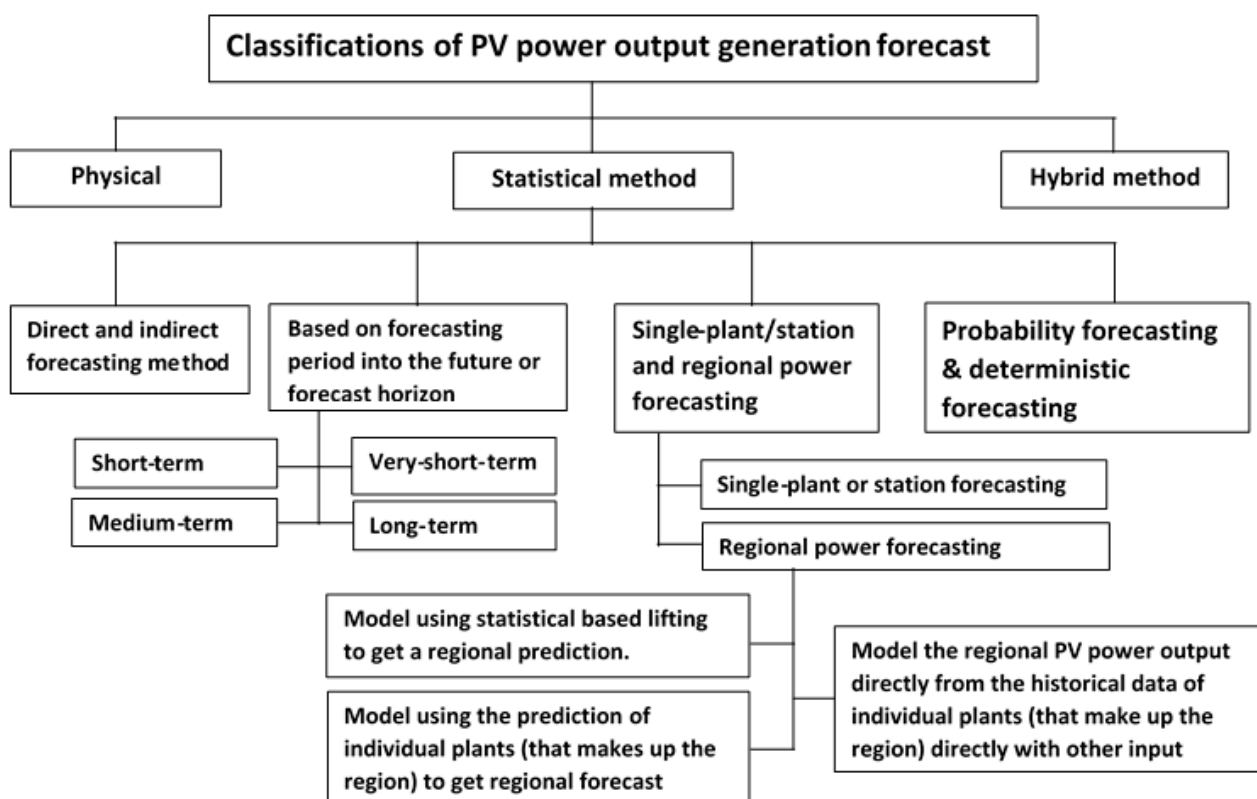 Classifications of PV power output generation forecast
Physical
Statistical method
Hybrid method
Direct and indirect
forecasting method
Based on forecasting
period into the future or
forecast horizon
Single-plant/station
and regional power
forecasting
Probability forecasting
& deterministic
forecasting
Short-term
Very-short-term
Medium-term
Long-term
Single-plant or station forecasting
Regional power forecasting
Model using statistical based lifting
to get a regional prediction.
Model using the prediction of
individual plants (that makes up the
region) to get regional forecast
Model the regional PV power output
directly from the historical data of
individual plants (that make up the
region) directly with other input